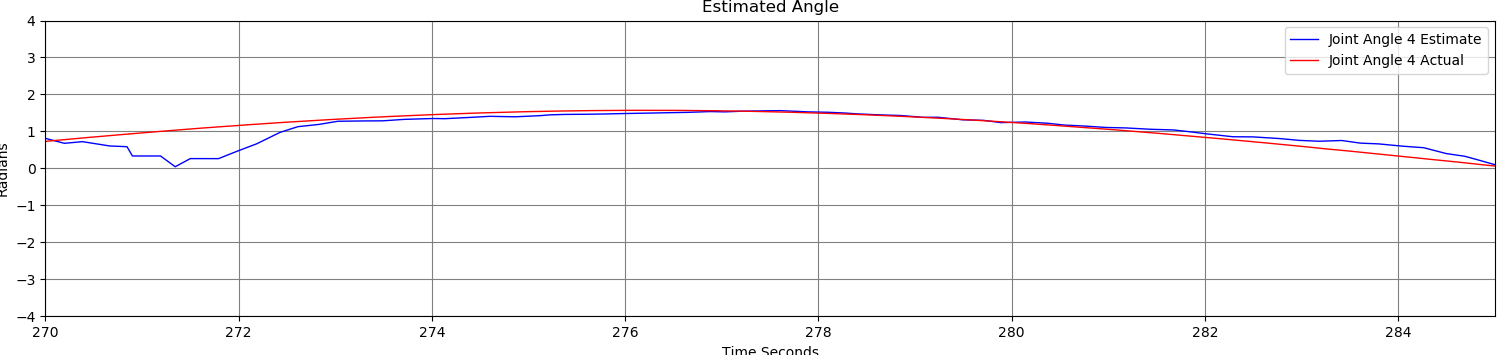 Estimated Angle
Joint Angle 4 Estimate
Joint Angle 4 Actual
4
3
2
1
0
−1
−2
−3
−4
Radians
270 272 274 276 278 280 282 284
Time Seconds